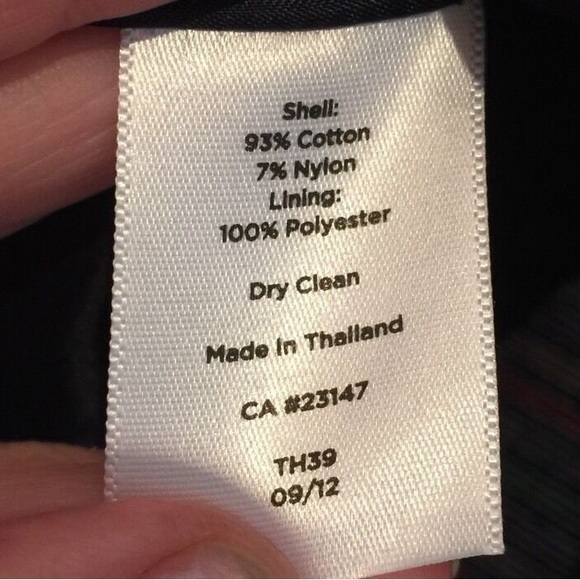 Shell:
93% Cotton
7% Nylon
Lining:
100% Polyester
Dry Clean
Made In Thailand
CA #23147
TH39
09/12